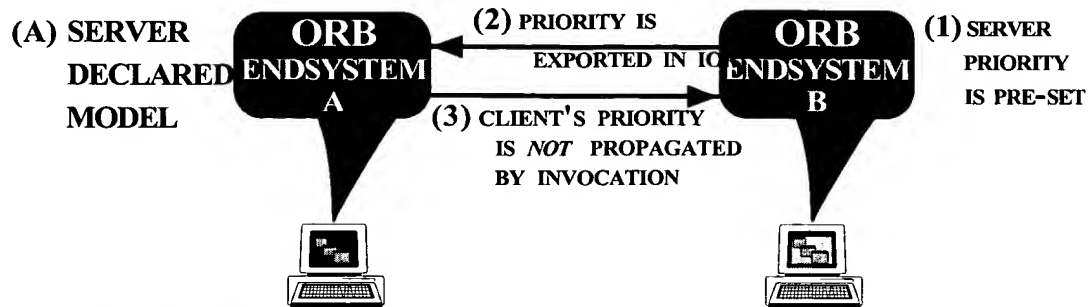 (A) SERVER
DECLARED
MODEL
ORB
ENDSYSTEM
A
(2) PRIORITY IS
EXPORTED IN
(3) CLIENT'S PRIORITY
IS NOT PROPAGATED
BY INVOCATION
ORB
ENDSYSTEM
B
(1) SERVER
PRIORITY
IS PRE-SET